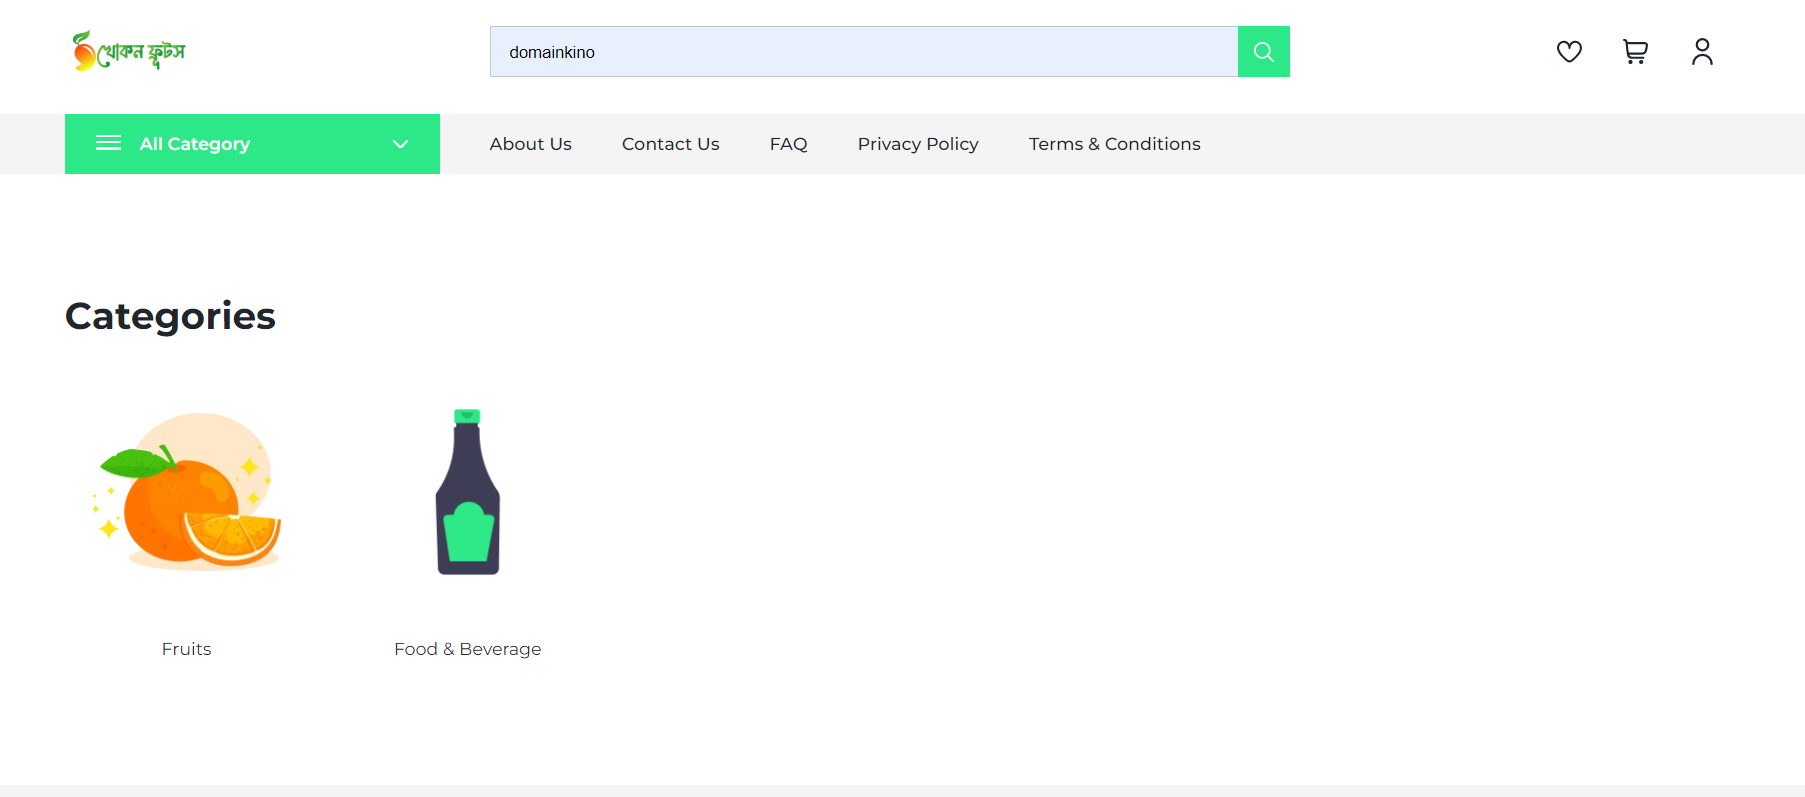 খোকন ফ্রুটস
domainkino
All Category
About Us
Contact Us
FAQ
Privacy Policy
Terms & Conditions
Categories
Fruits
Food & Beverage